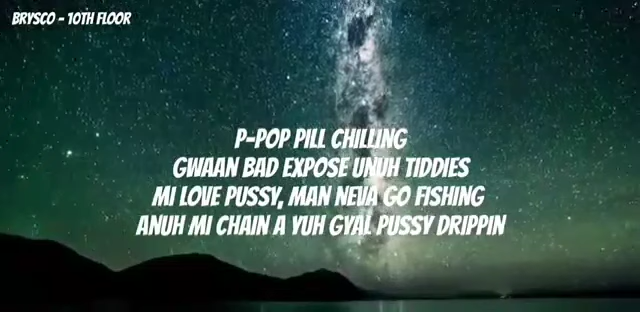 BRYSCO - 10TH FLOOR
P-POP PILL CHILLING
GWAAN BAD EXPOSE UNUH TIDDIES
MI LOVE PUSSY, MAN NEVA GO FISHING
ANUH MI CHAIN A YUH GYAL PUSSY DRIPPIN